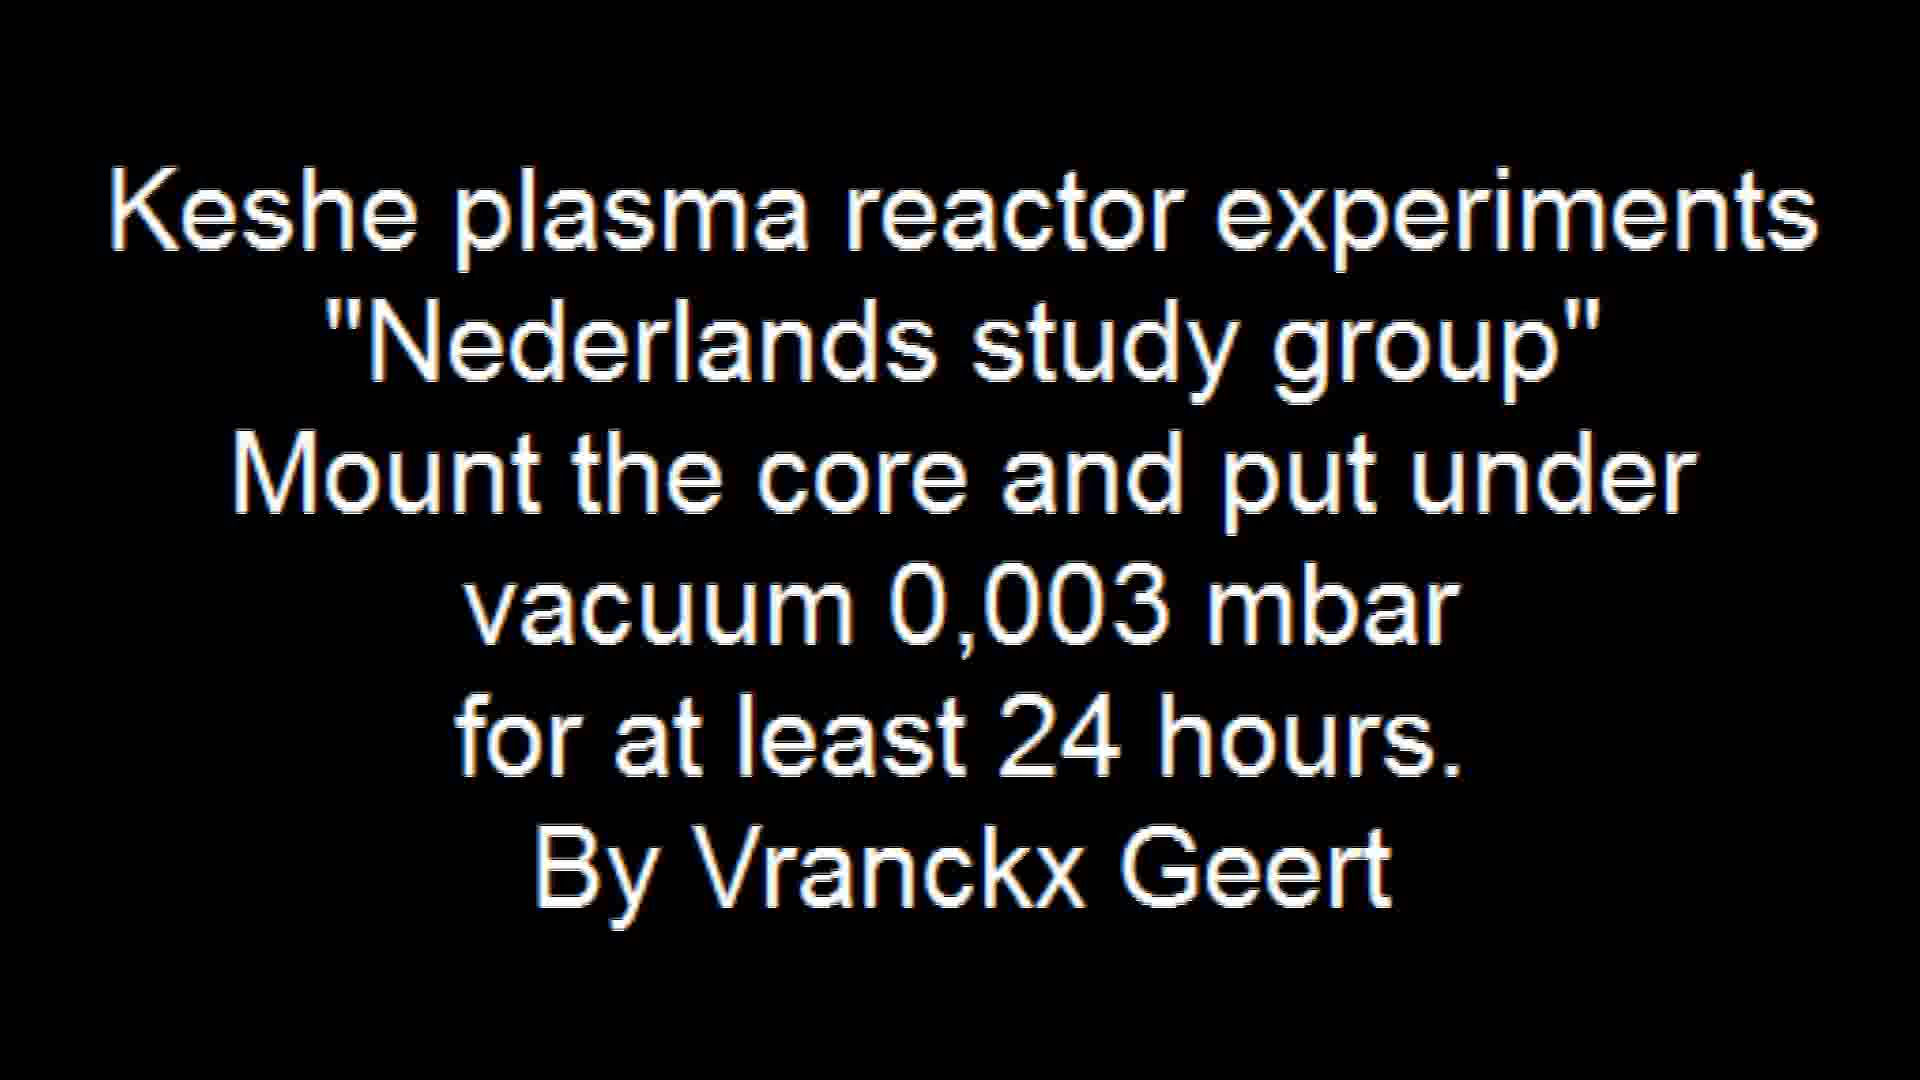 Keshe plasma reactor experiments
"Nederlands study group"
Mount the core and put under
vacuum 0,003 mbar
for at least 24 hours.
By Vranckx Geert